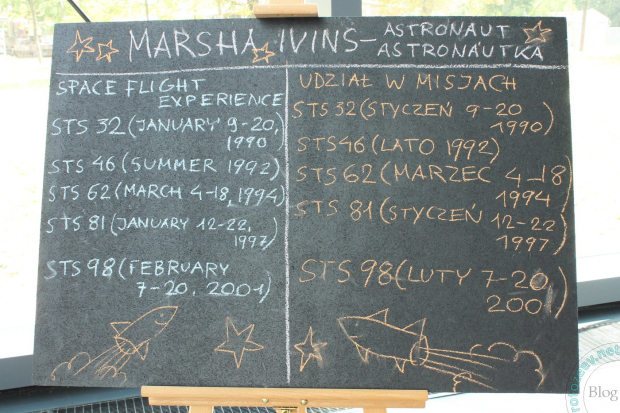 MARSHA IVINS – ASTRONAUT
ASTRONAUTKA
SPACE FLIGHT
EXPERIENCE
STS 32 (JANUARY 9-20,
1990
STS 46 (SUMMER 1992)
STS 62 (MARCH 4-18, 1994)
STS 81 (JANUARY 12-22,
1997)
STS 98 (FEBRUARY
7-20, 2001)
UDZIAŁ W MISJACH
STS 32 (STYCZEŃ 9-20
1990)
STS 46 (LATO 1992)
STS 62 (MARZEC 4-18
1994)
STS 81 (STYCZEŃ 12-22
1997)
STS 98 (LUTY 7-20
2001)
Blog